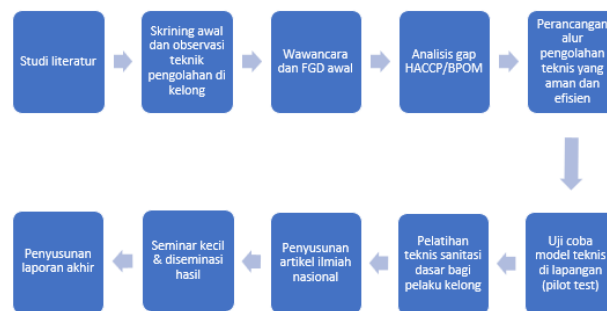 Studi literatur
Skrining awal
dan observasi
teknik
pengolahan di
kelong
Wawancara
dan FGD awal
Analisis gap
HACCP/BPOM
Perancangan
alur
pengolahan
teknis yang
aman dan
efisien
Uji coba
model teknis
di lapangan
(pilot test)
Pelatihan
teknis sanitasi
dasar bagi
pelaku kelong
Penyusunan
artikel ilmiah
nasional
Seminar kecil
& diseminasi
hasil
Penyusunan
laporan akhir